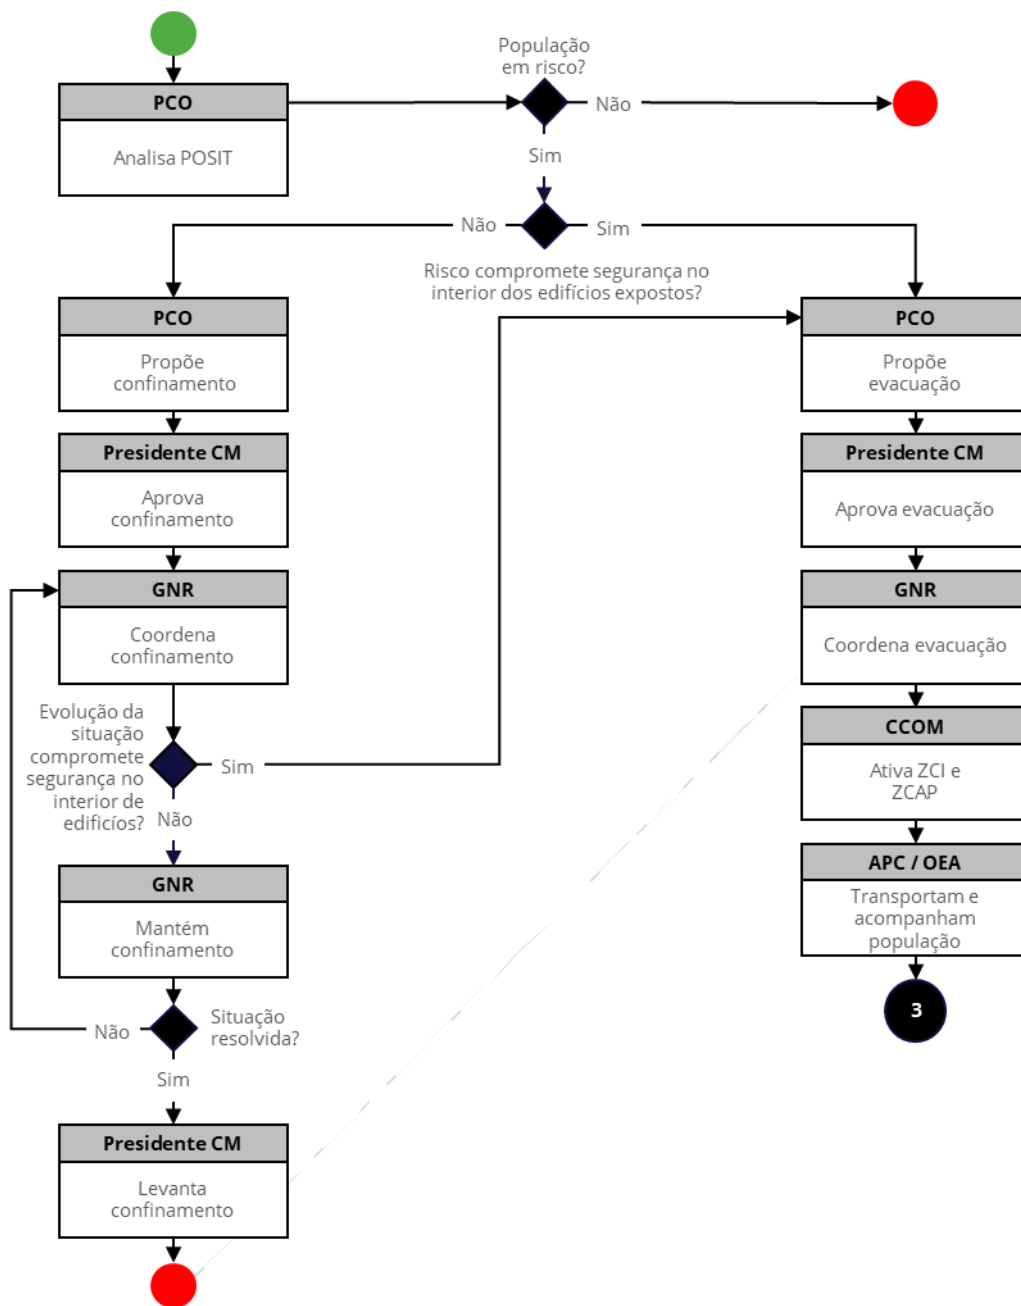 População
em risco?
PCO
Não
Analisa POSIT
Sim
Não
Sim
Risco compromete segurança no
interior dos edifícios expostos?
PCO
Propõe
confinamento
Presidente CM
Aprova
confinamento
GNR
Coordena
confinamento
Evolução da
situação
compromete
segurança no
interior de
edificíos?
Sim
Não
GNR
Mantém
confinamento
Situação
resolvida?
Não
Sim
Presidente CM
Levanta
confinamento
PCO
Propõe
evacuação
Presidente CM
Aprova evacuação
GNR
Coordena evacuação
CCOM
Ativa ZCI e
ZCAP
APC / OEA
Transportam e
acompanham
população
3